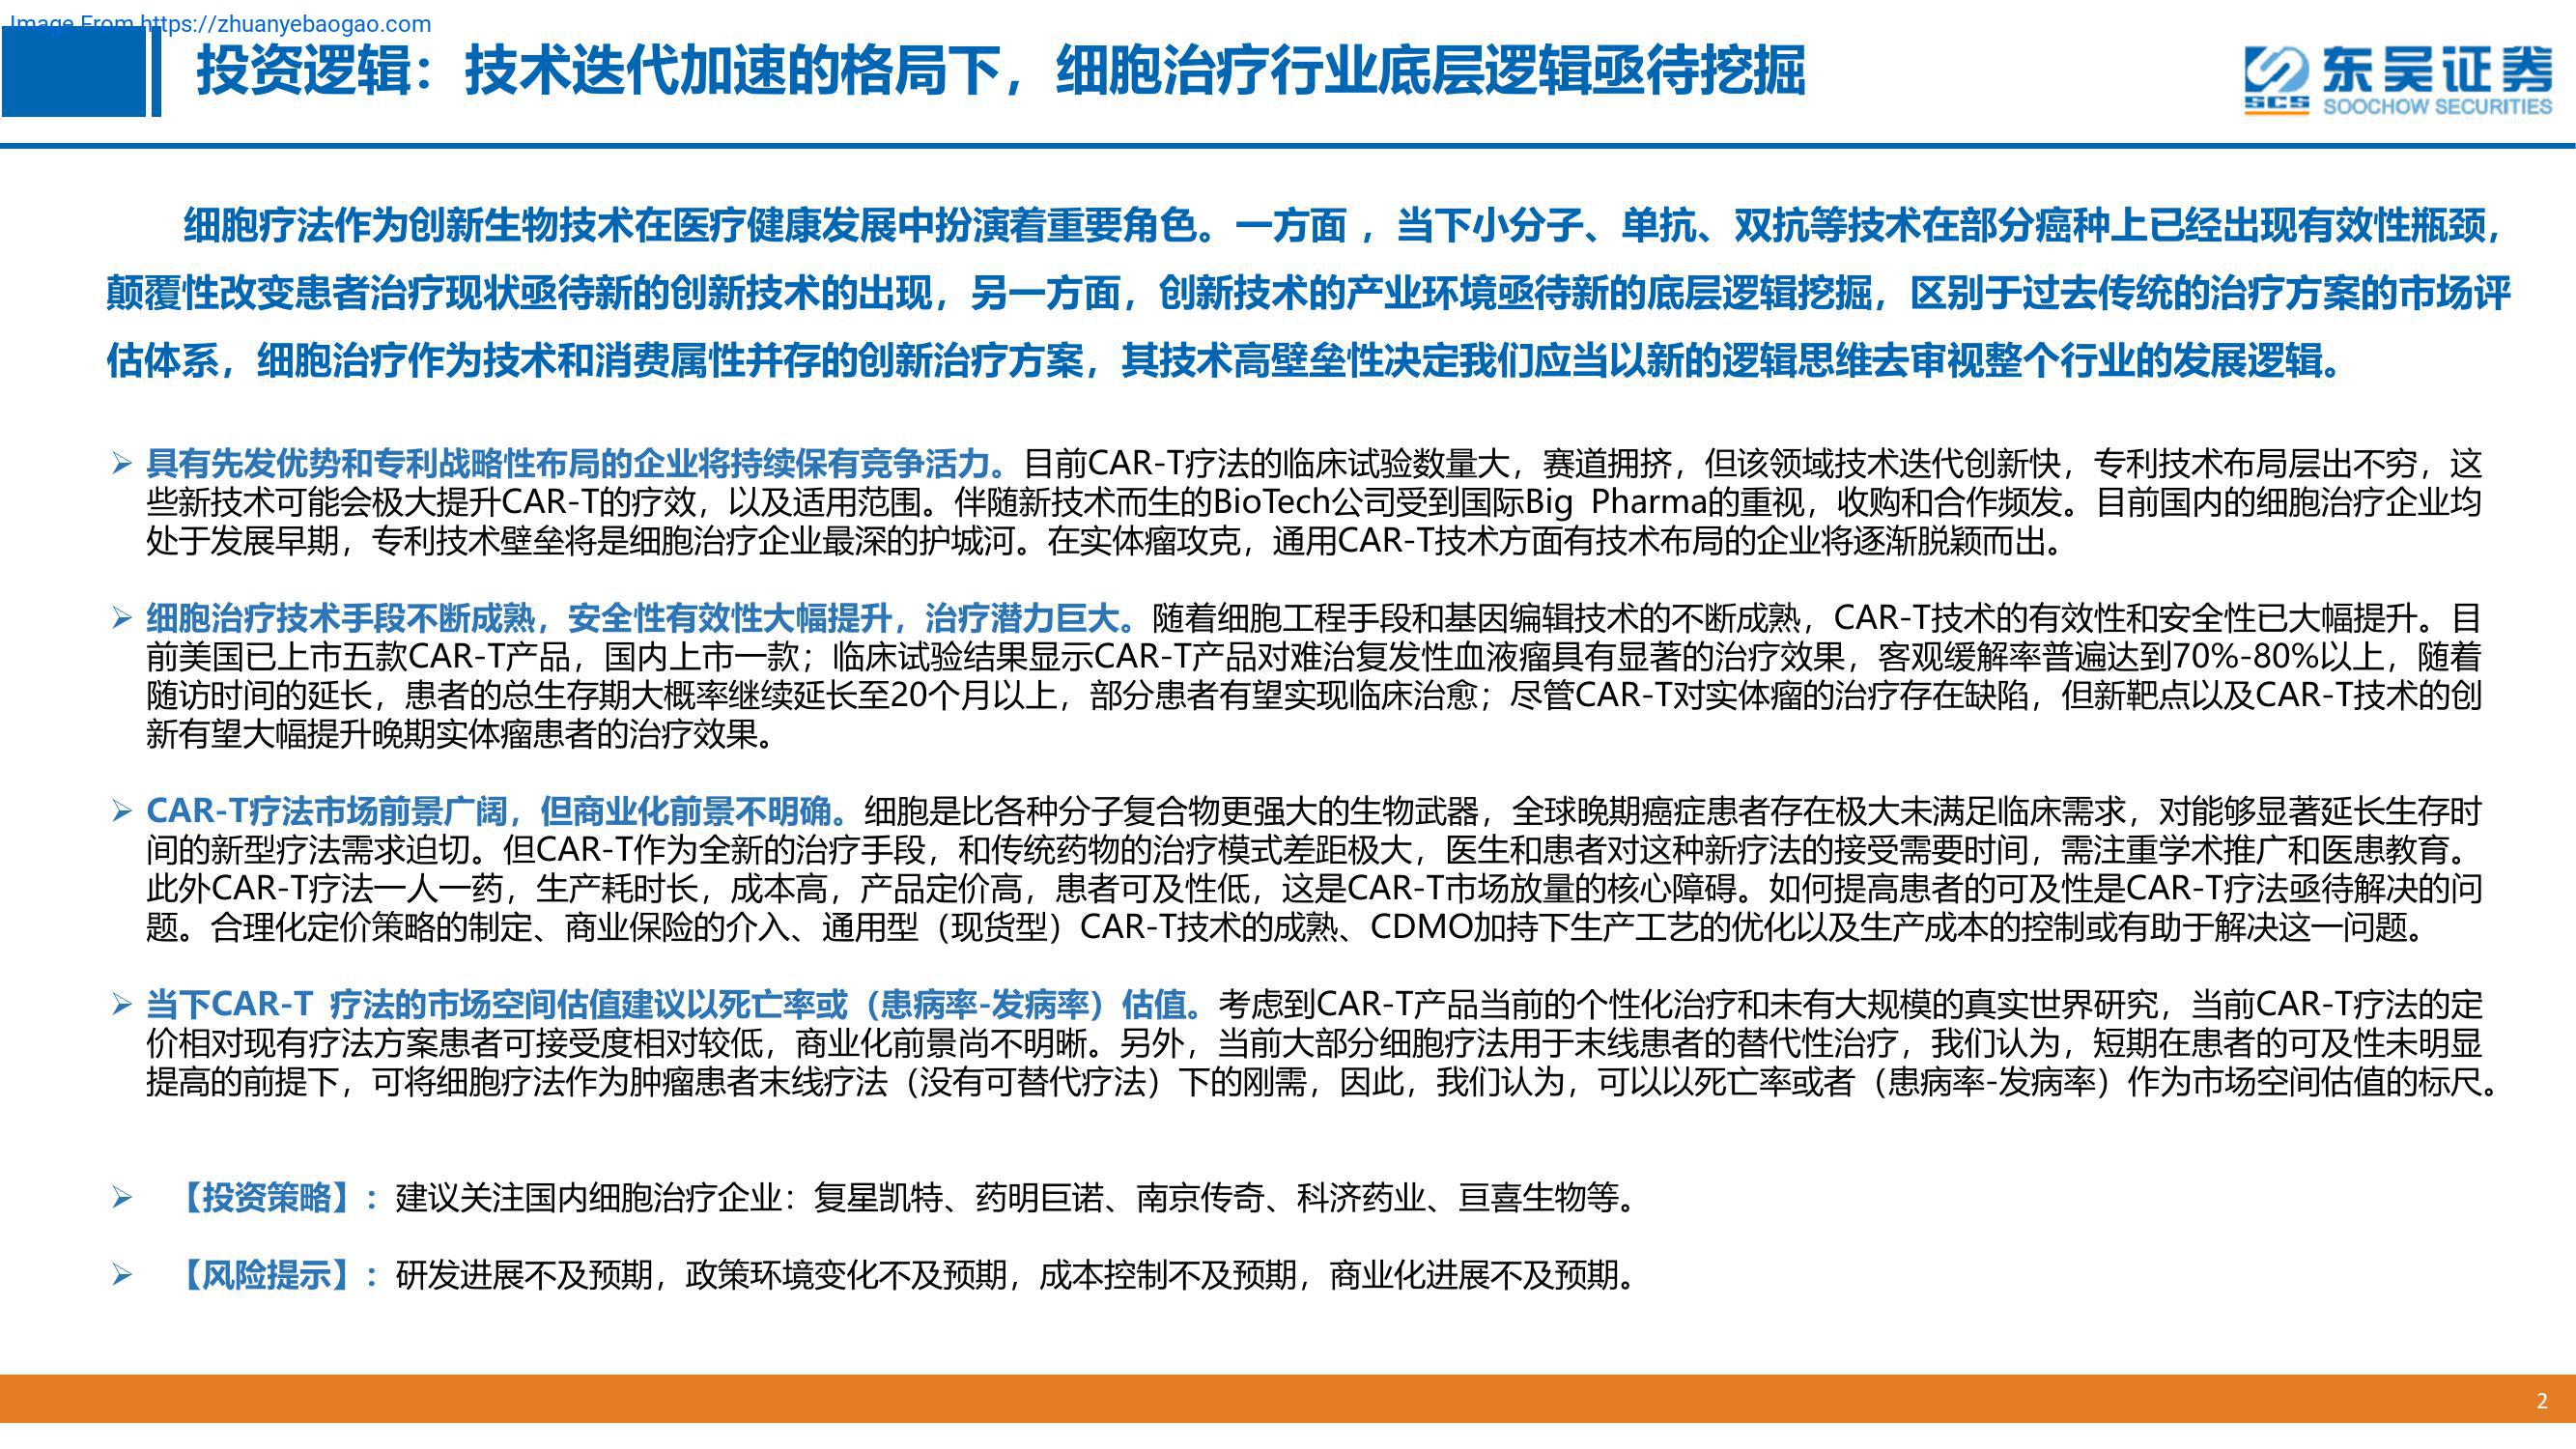 Image From https://zhuanyebaogao.com
投资逻辑：技术迭代加速的格局下，细胞治疗行业底层逻辑亟待挖掘
东吴证券
SCS
SOOCHOW SECURITIES
细胞疗法作为创新生物技术在医疗健康发展中扮演着重要角色。一方面 ，当下小分子、单抗、双抗等技术在部分癌种上已经出现有效性瓶颈，
颠覆性改变患者治疗现状亟待新的创新技术的出现，另一方面，创新技术的产业环境亟待新的底层逻辑挖掘，区别于过去传统的治疗方案的市场评
估体系，细胞治疗作为技术和消费属性并存的创新治疗方案，其技术高壁垒性决定我们应当以新的逻辑思维去审视整个行业的发展逻辑。
➢ 具有先发优势和专利战略性布局的企业将持续保有竞争活力。目前CAR-T疗法的临床试验数量大，赛道拥挤，但该领域技术迭代创新快，专利技术布局层出不穷，这
些新技术可能会极大提升CAR-T的疗效，以及适用范围。伴随新技术而生的BioTech公司受到国际Big Pharma的重视，收购和合作频发。目前国内的细胞治疗企业均
处于发展早期，专利技术壁垒将是细胞治疗企业最深的护城河。在实体瘤攻克，通用CAR-T技术方面有技术布局的企业将逐渐脱颖而出。
➢ 细胞治疗技术手段不断成熟，安全性有效性大幅提升，治疗潜力巨大。随着细胞工程手段和基因编辑技术的不断成熟，CAR-T技术的有效性和安全性已大幅提升。目
前美国已上市五款CAR-T产品，国内上市一款；临床试验结果显示CAR-T产品对难治复发性血液瘤具有显著的治疗效果，客观缓解率普遍达到70%-80%以上，随着
随访时间的延长，患者的总生存期大概率继续延长至20个月以上，部分患者有望实现临床治愈；尽管CAR-T对实体瘤的治疗存在缺陷，但新靶点以及CAR-T技术的创
新有望大幅提升晚期实体瘤患者的治疗效果。
➢ CAR-T疗法市场前景广阔，但商业化前景不明确。细胞是比各种分子复合物更强大的生物武器，全球晚期癌症患者存在极大未满足临床需求，对能够显著延长生存时
间的新型疗法需求迫切。但CAR-T作为全新的治疗手段，和传统药物的治疗模式差距极大，医生和患者对这种新疗法的接受需要时间，需注重学术推广和医患教育。
此外CAR-T疗法一人一药，生产耗时长，成本高，产品定价高，患者可及性低，这是CAR-T市场放量的核心障碍。如何提高患者的可及性是CAR-T疗法亟待解决的问
题。合理化定价策略的制定、商业保险的介入、通用型（现货型）CAR-T技术的成熟、CDMO加持下生产工艺的优化以及生产成本的控制或有助于解决这一问题。
➢ 当下CAR-T 疗法的市场空间估值建议以死亡率或（患病率-发病率）估值。考虑到CAR-T产品当前的个性化治疗和未有大规模的真实世界研究，当前CAR-T疗法的定
价相对现有疗法方案患者可接受度相对较低，商业化前景尚不明晰。另外，当前大部分细胞疗法用于末线患者的替代性治疗，我们认为，短期在患者的可及性未明显
提高的前提下，可将细胞疗法作为肿瘤患者末线疗法（没有可替代疗法）下的刚需，因此，我们认为，可以以死亡率或者（患病率-发病率）作为市场空间估值的标尺。
➢ 【投资策略】：建议关注国内细胞治疗企业：复星凯特、药明巨诺、南京传奇、科济药业、亘喜生物等。
➢ 【风险提示】：研发进展不及预期，政策环境变化不及预期，成本控制不及预期，商业化进展不及预期。
2